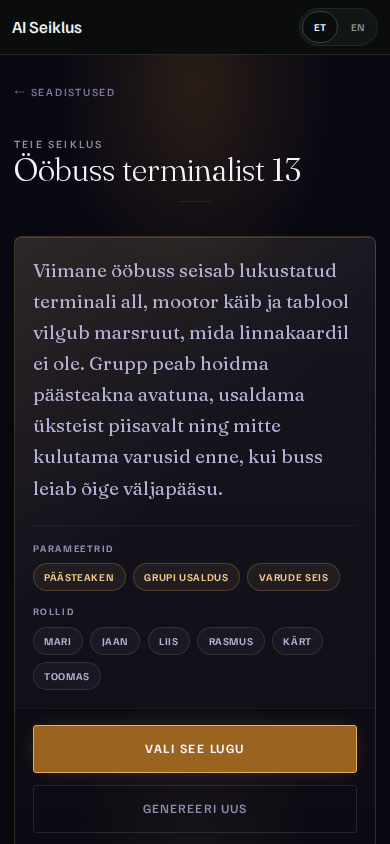 AI Seiklus
ET EN
← SEADISTUSED
TEIE SEIKLUS
Ööbuss terminalist 13
Viimane ööbuss seisab lukustatud
terminali all, mootor käib ja tablool
vilgub marsruut, mida linnakaardil
ei ole. Grupp peab hoidma
päästeakna avatuna, usaldama
üksteist piisavalt ning mitte
kulutama varusid enne, kui buss
leiab õige väljapääsu.
PARAMEETRID
PÄÄSTEAKEN GRUPI USALDUS VARUDE SEIS
ROLLID
MARI JAAN LIIS RASMUS KÄRT
TOOMAS
VALI SEE LUGU
GENEREERI UUS